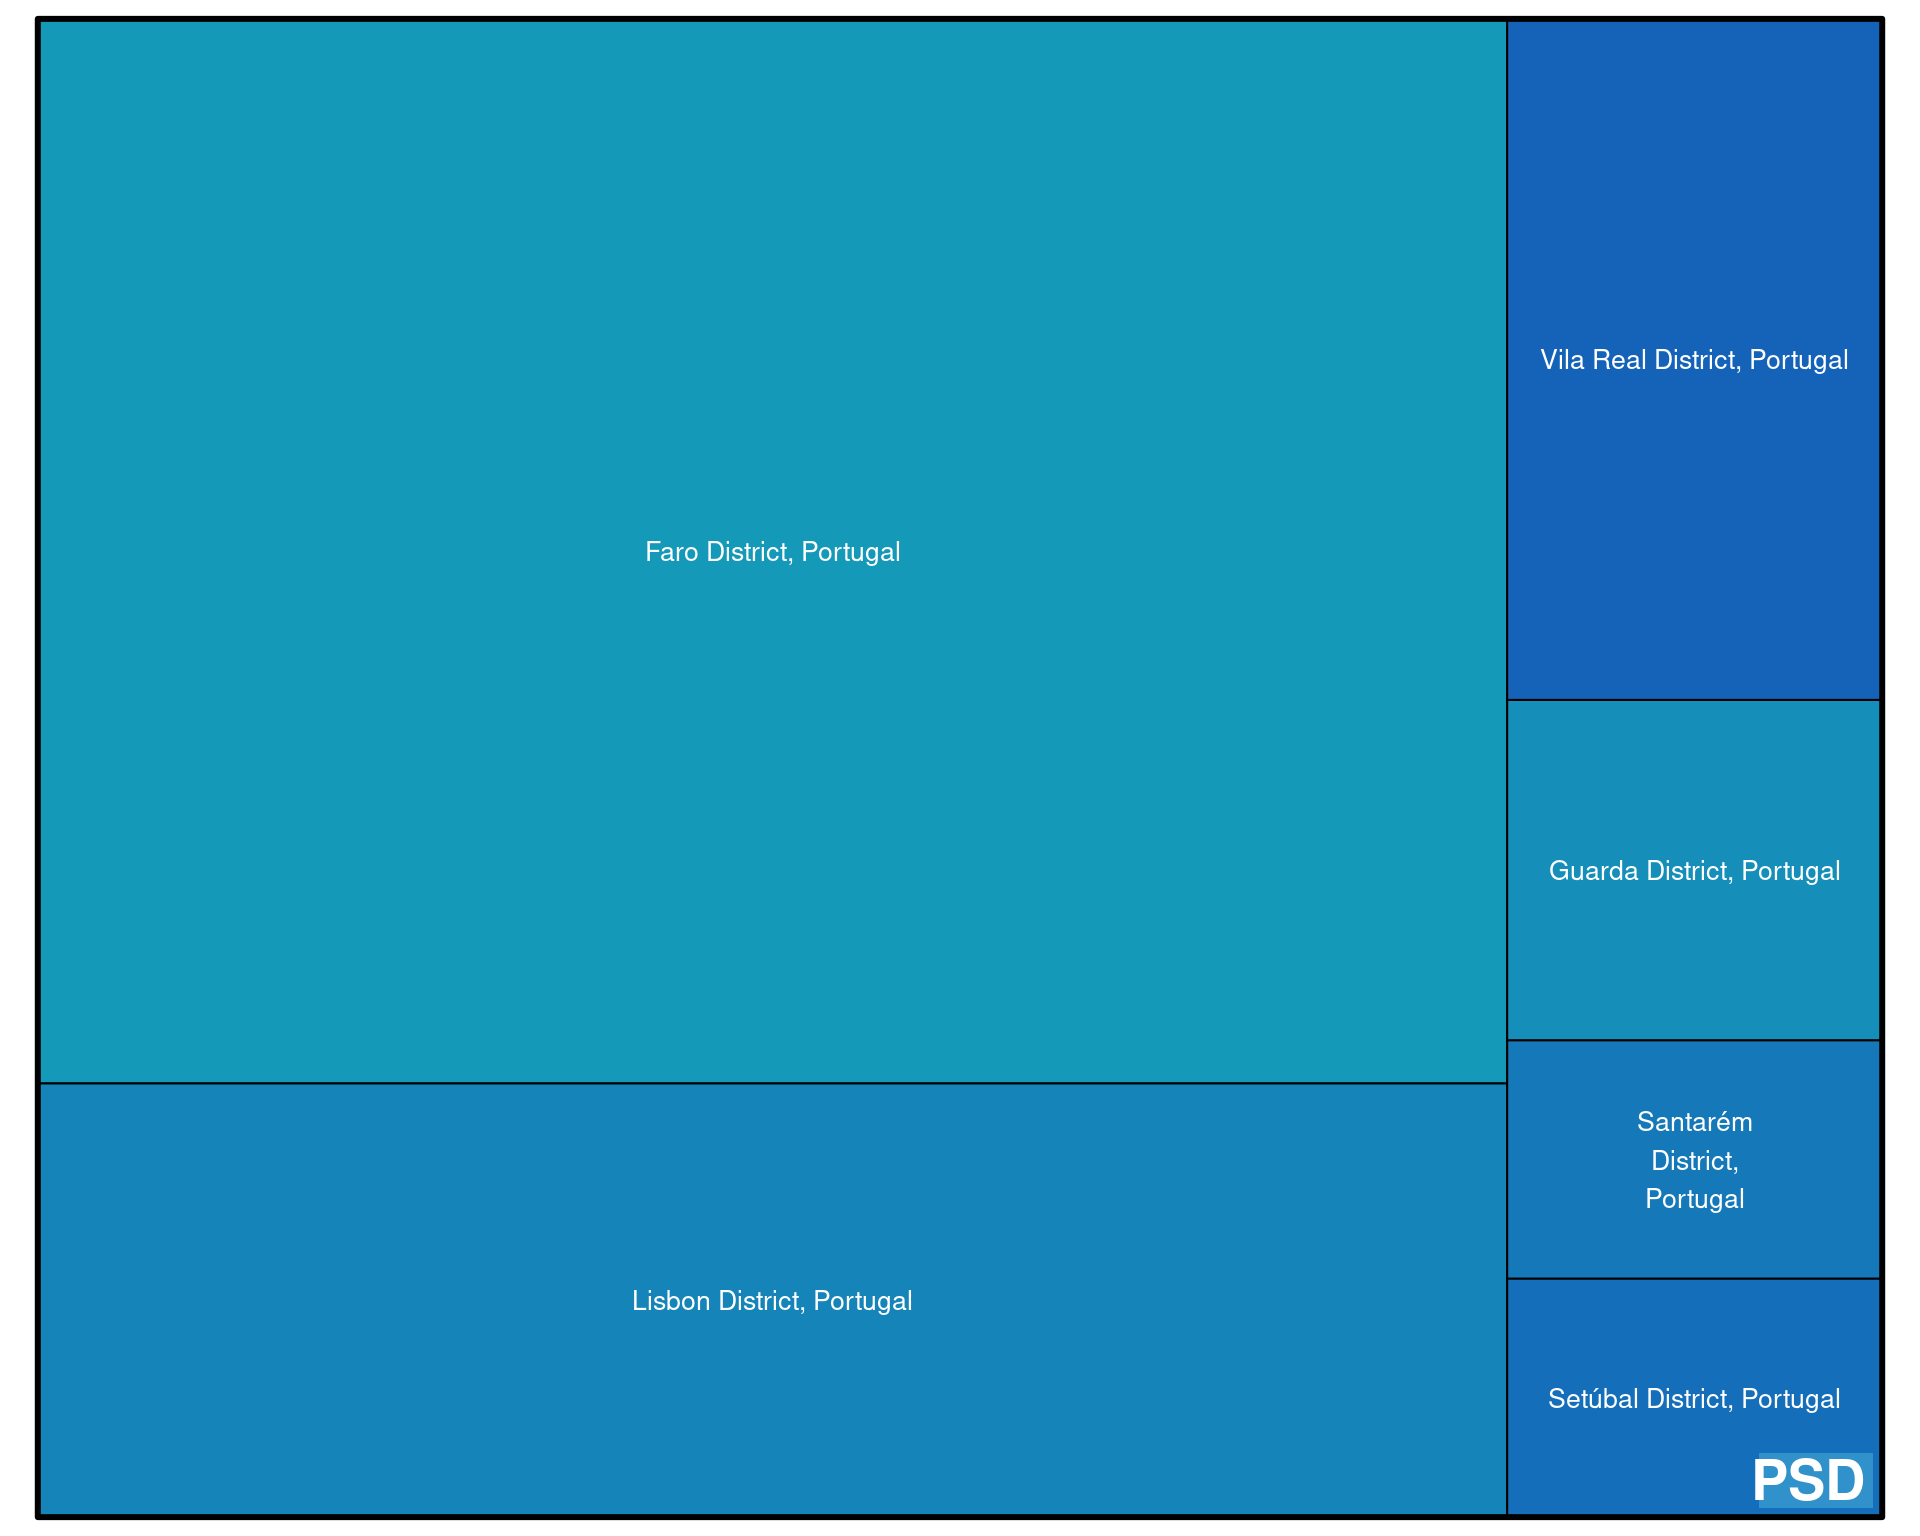 Faro District, Portugal
Lisbon District, Portugal
Vila Real District, Portugal
Guarda District, Portugal
Santarém
District,
Portugal
Setúbal District, Portugal
PSD